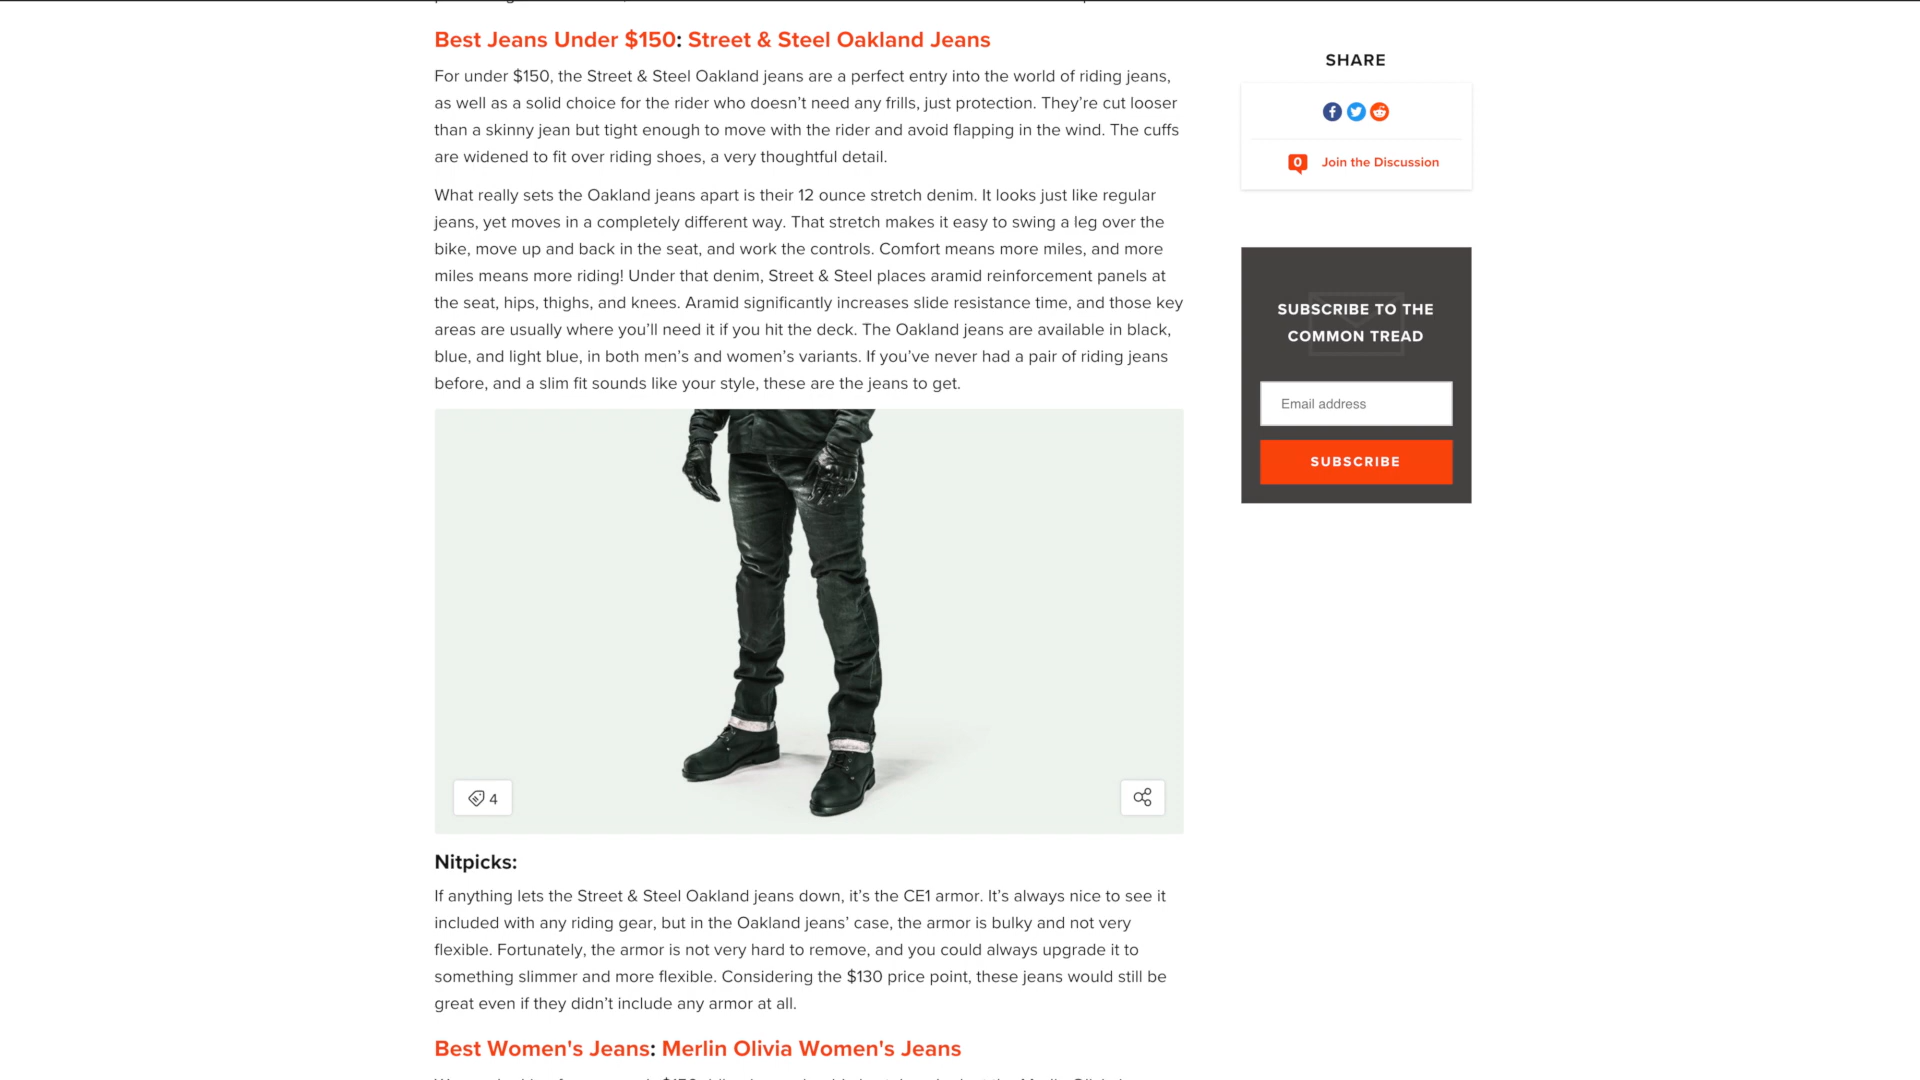 Best Jeans Under $150: Street & Steel Oakland Jeans
For under $150, the Street & Steel Oakland jeans are a perfect entry into the world of riding jeans,
as well as a solid choice for the rider who doesn’t need any frills, just protection. They’re cut looser
than a skinny jean but tight enough to move with the rider and avoid flapping in the wind. The cuffs
are widened to fit over riding shoes, a very thoughtful detail.
What really sets the Oakland jeans apart is their 12 ounce stretch denim. It looks just like regular
jeans, yet moves in a completely different way. That stretch makes it easy to swing a leg over the
bike, move up and back in the seat, and work the controls. Comfort means more miles, and more
miles means more riding! Under that denim, Street & Steel places aramid reinforcement panels at
the seat, hips, thighs, and knees. Aramid significantly increases slide resistance time, and those key
areas are usually where you’ll need it if you hit the deck. The Oakland jeans are available in black,
blue, and light blue, in both men’s and women’s variants. If you’ve never had a pair of riding jeans
before, and a slim fit sounds like your style, these are the jeans to get.
4
Nitpicks:
If anything lets the Street & Steel Oakland jeans down, it’s the CE1 armor. It’s always nice to see it
included with any riding gear, but in the Oakland jeans’ case, the armor is bulky and not very
flexible. Fortunately, the armor is not very hard to remove, and you could always upgrade it to
something slimmer and more flexible. Considering the $130 price point, these jeans would still be
great even if they didn’t include any armor at all.
Best Women's Jeans: Merlin Olivia Women's Jeans
SHARE
0 Join the Discussion
SUBSCRIBE TO THE
COMMON TREAD
Email address
SUBSCRIBE